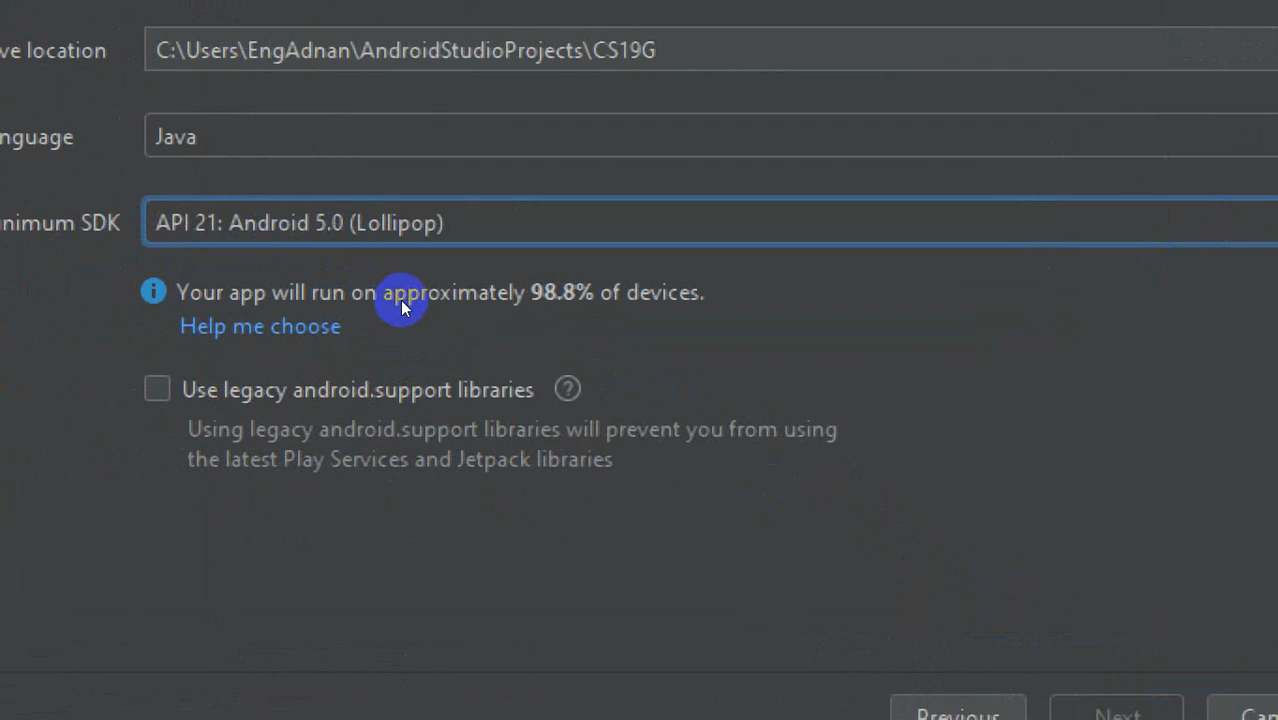 ve location
C:\Users\EngAdnan\AndroidStudioProjects\CS19G
nguage
Java
nimum SDK
API 21: Android 5.0 (Lollipop)
Your app will run on approximately 98.8% of devices.
Help me choose
Use legacy android.support libraries ?
Using legacy android.support libraries will prevent you from using
the latest Play Services and Jetpack libraries
Previous Next Can